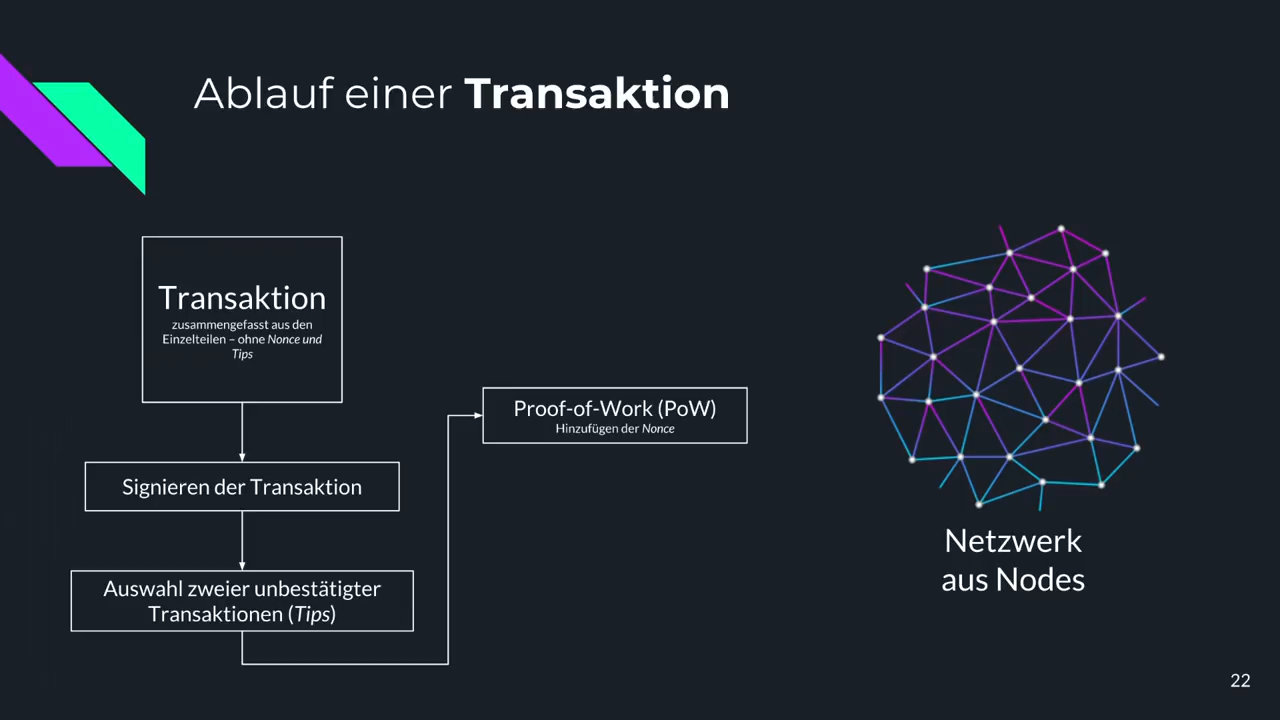 Ablauf einer Transaktion
Transaktion
zusammengefasst aus den
Einzelteilen – ohne Nonce und
Tips
Signieren der Transaktion
Auswahl zweier unbestätigter
Transaktionen (Tips)
Proof-of-Work (PoW)
Hinzufügen der Nonce
Netzwerk
aus Nodes
22